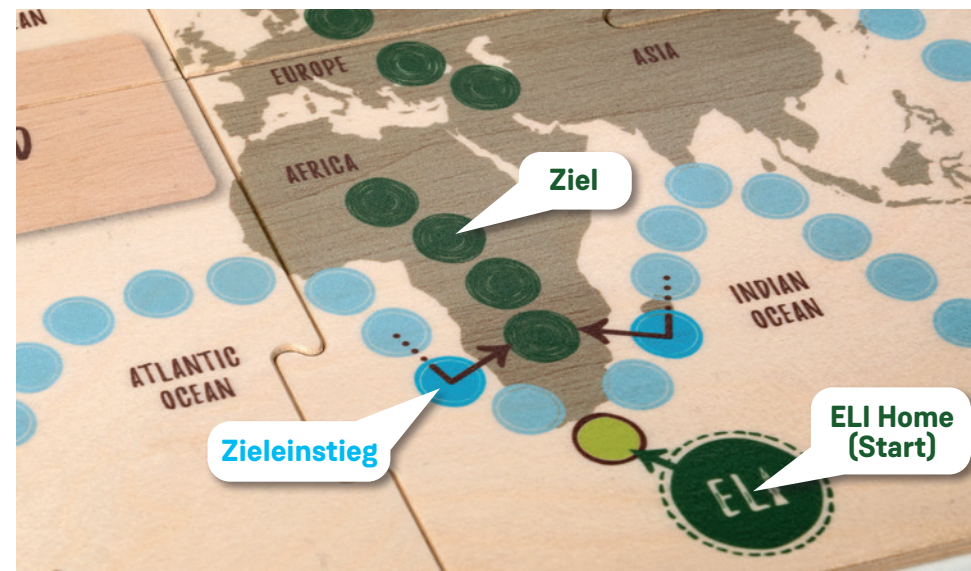 EUROPE
ASIA
AFRICA
Ziel
INDIAN
OCEAN
ATLANTIC
OCEAN
Zieleinstieg
ELI Home
(Start)
ELI